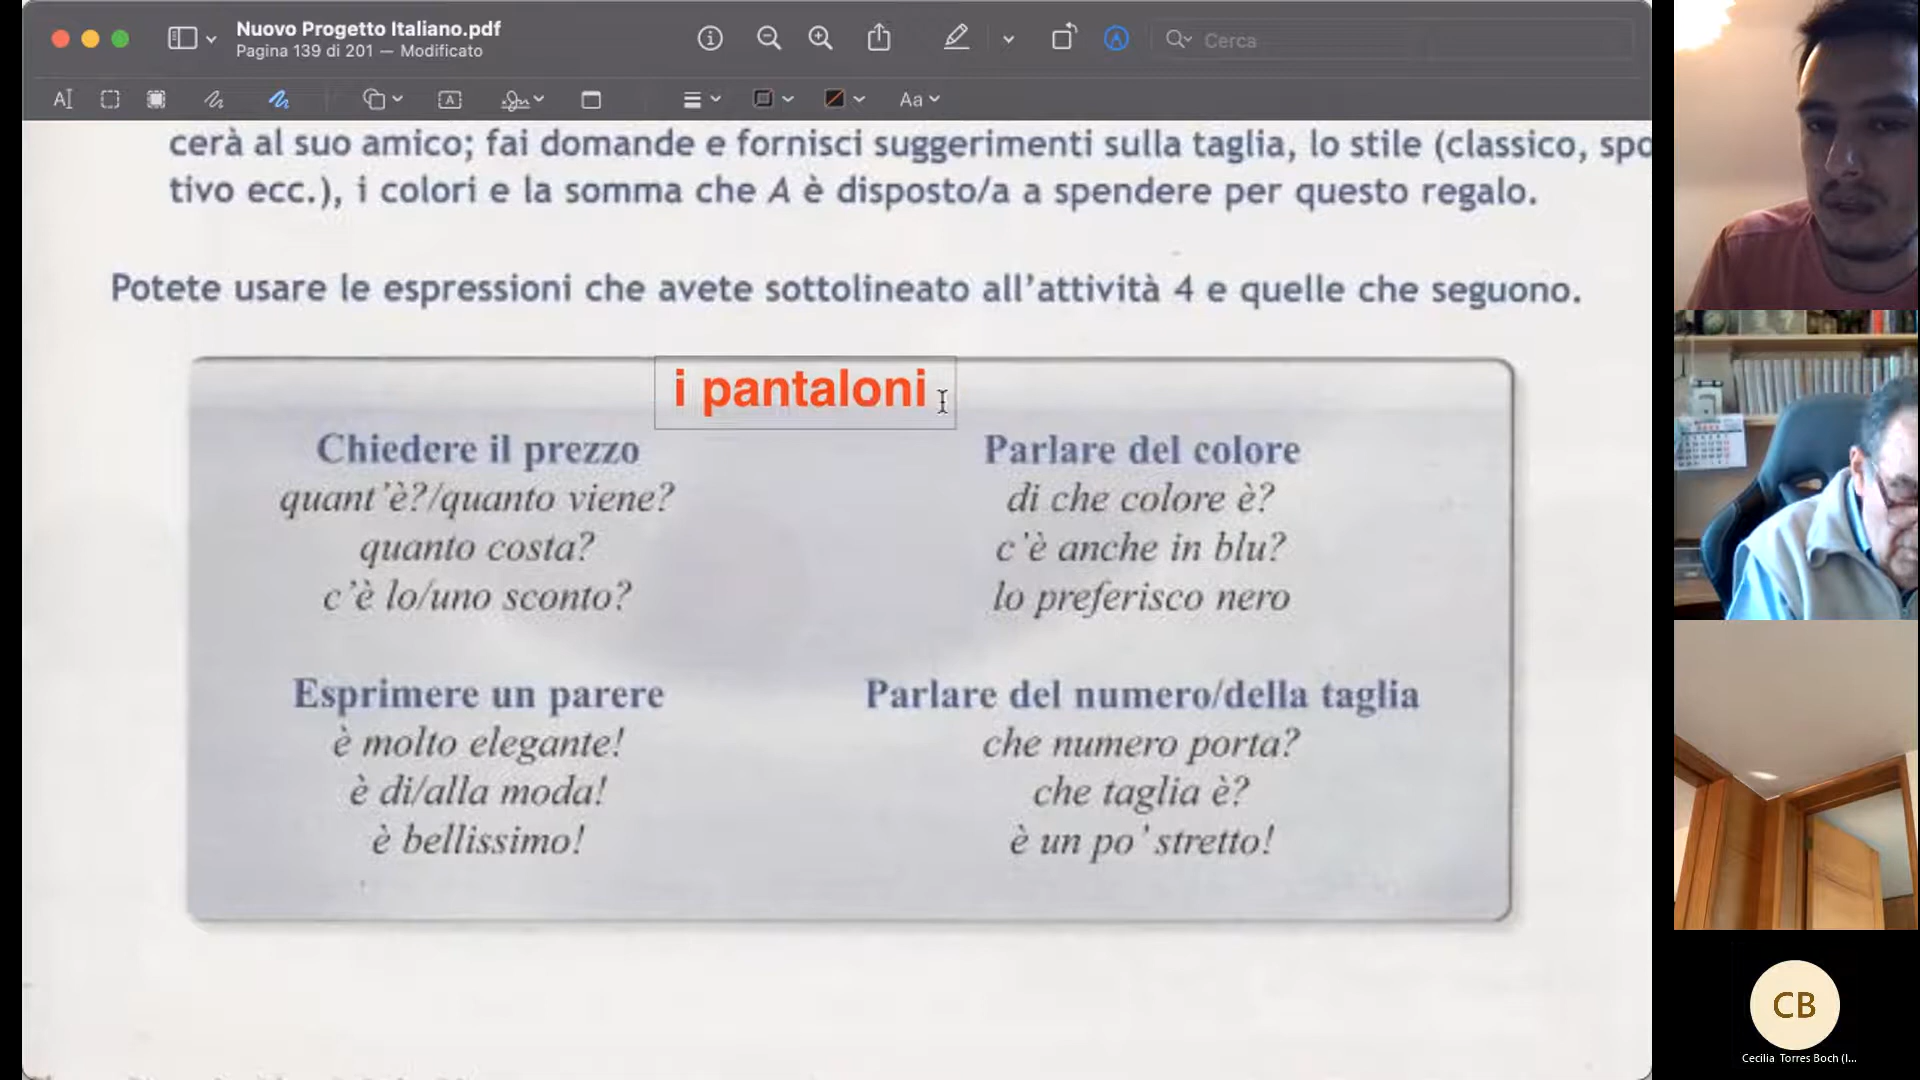 Nuovo Progetto Italiano.pdf
Pagina 139 di 201 — Modificato
Cerca
Aa
cerà al suo amico; fai domande e fornisci suggerimenti sulla taglia, lo stile (classico, spo
tivo ecc.), i colori e la somma che A è disposto/a a spendere per questo regalo.
Potete usare le espressioni che avete sottolineato all'attività 4 e quelle che seguono.
i pantaloni
Chiedere il prezzo
quant'è?/quanto viene?
quanto costa?
c'è lo/uno sconto?
Parlare del colore
di che colore è?
c'è anche in blu?
lo preferisco nero
Esprimere un parere
è molto elegante!
è di/alla moda!
è bellissimo!
Parlare del numero/della taglia
che numero porta?
che taglia è?
è un po' stretto!
CB
Cecilia Torres Boch (I...